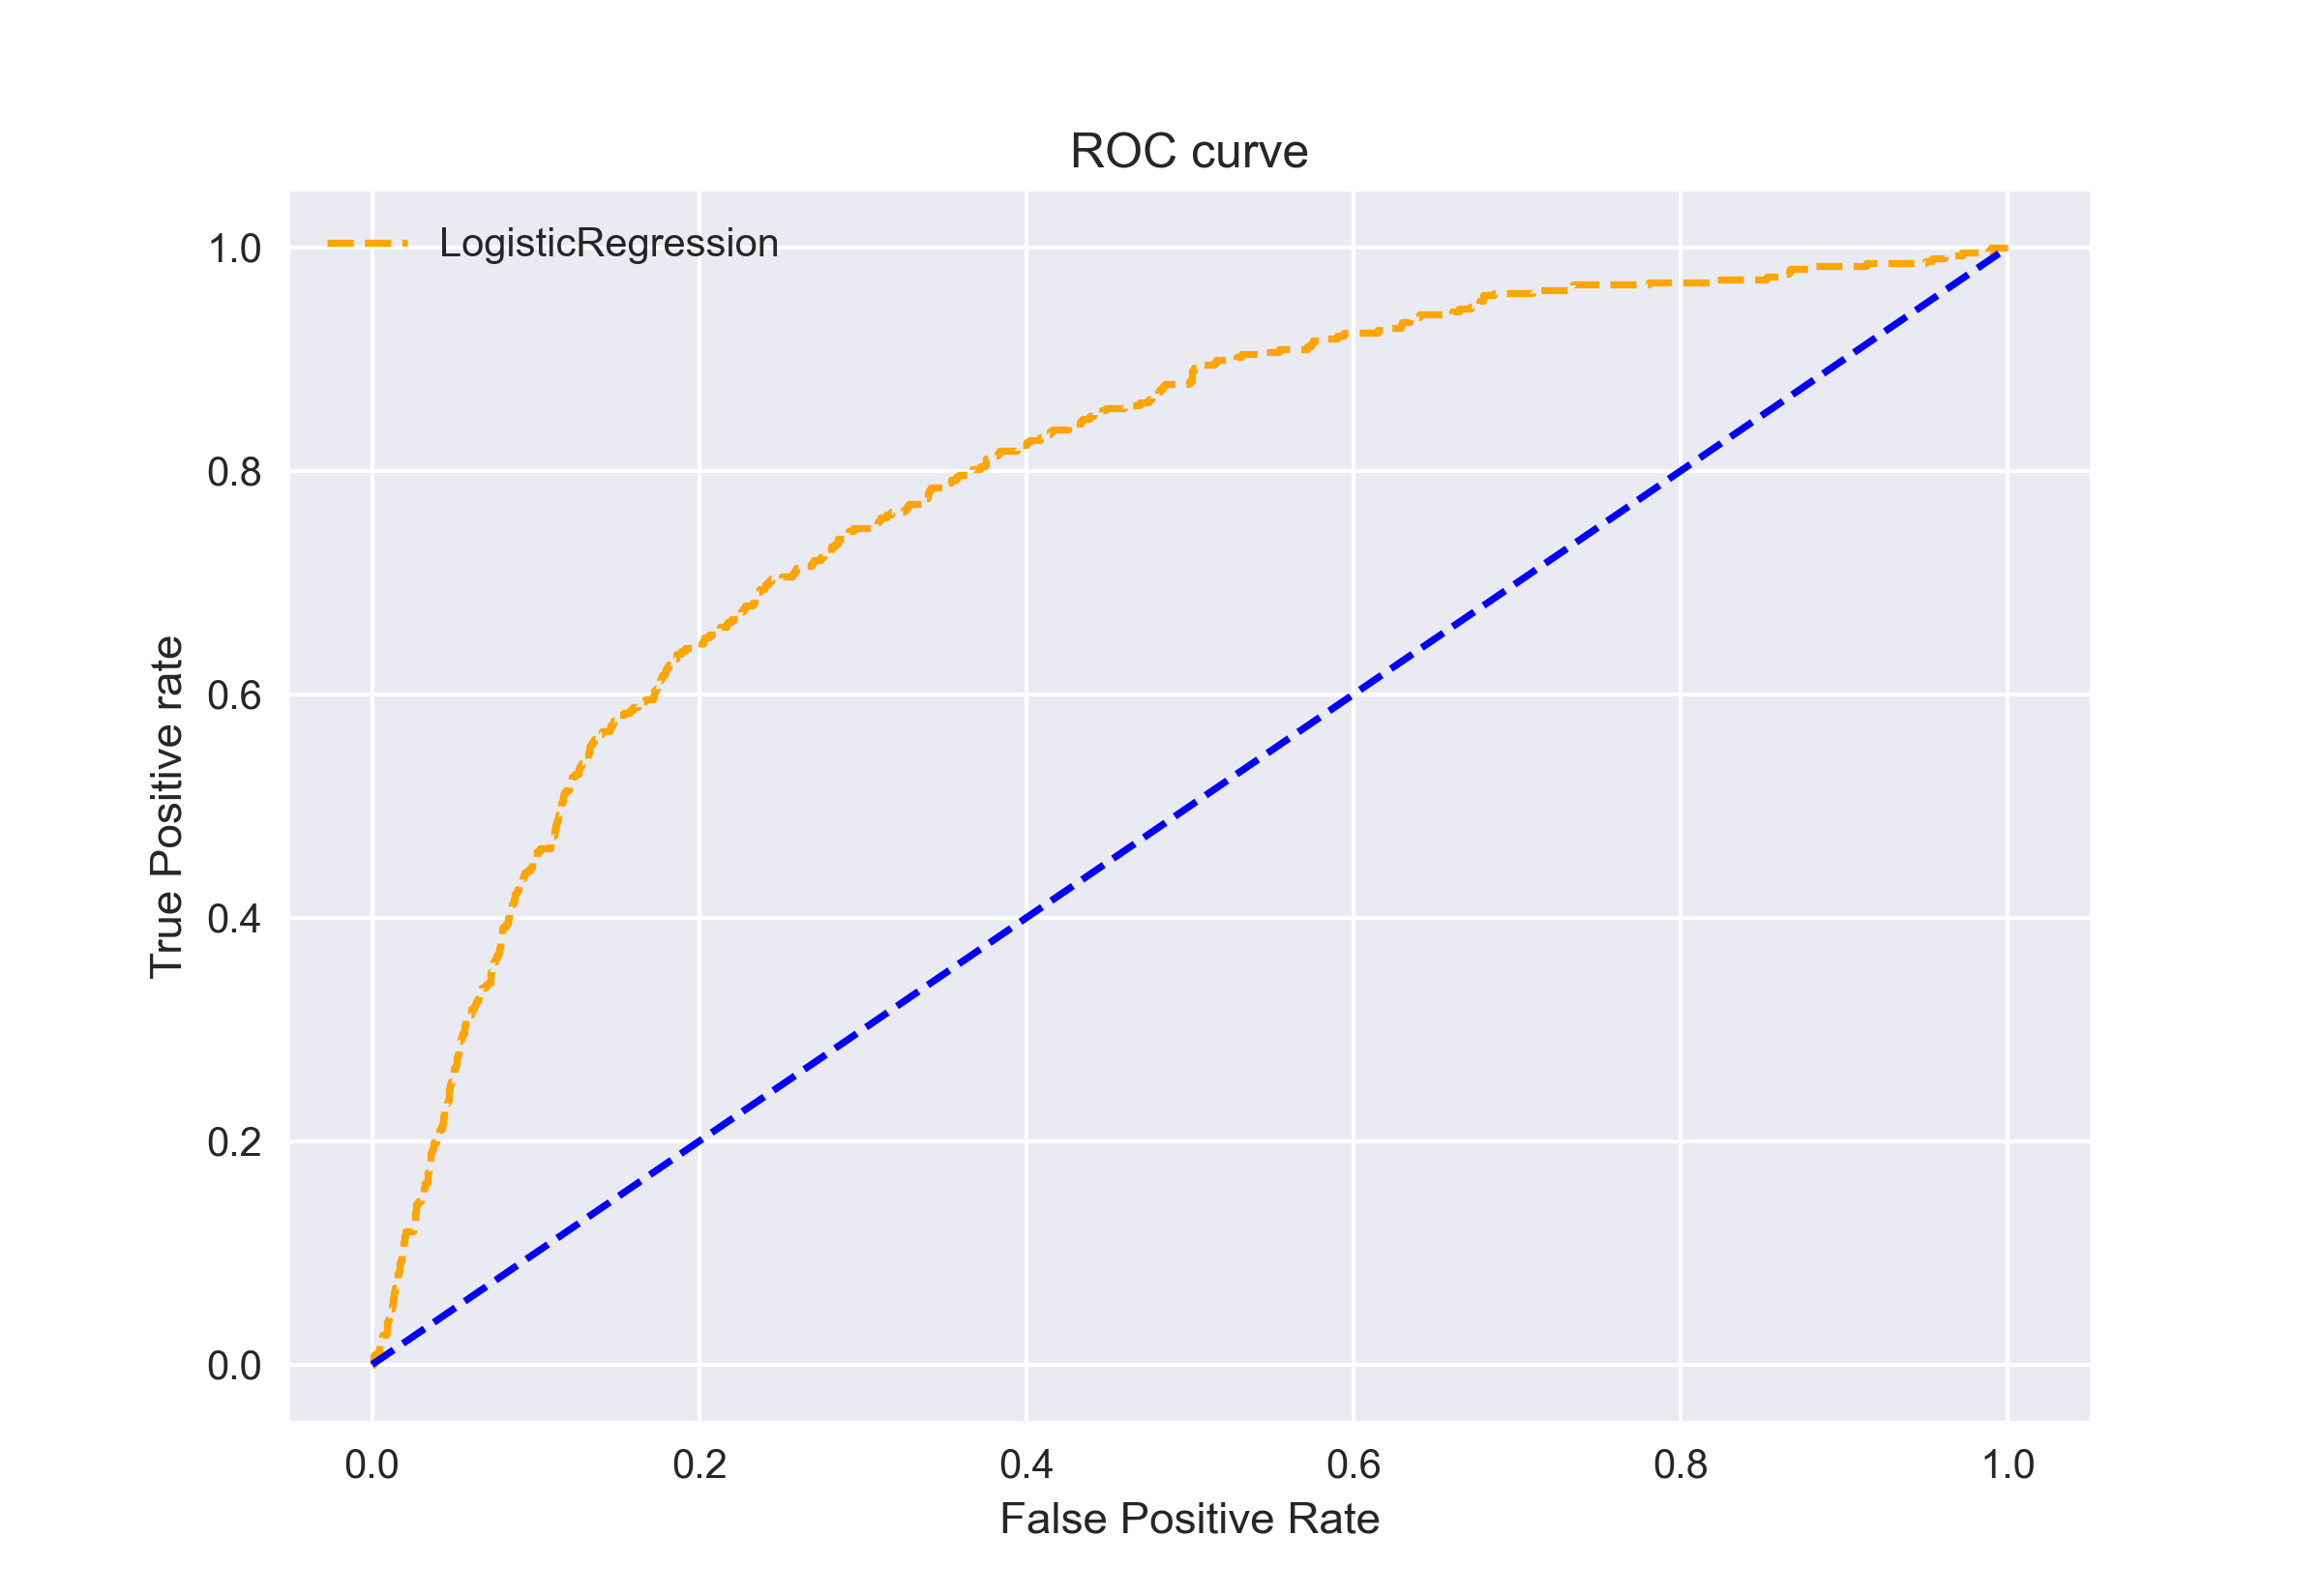 ROC curve
LogisticRegression
1.0
0.8
0.6
0.4
0.2
0.0
True Positive rate
0.0 0.2 0.4 0.6 0.8 1.0
False Positive Rate